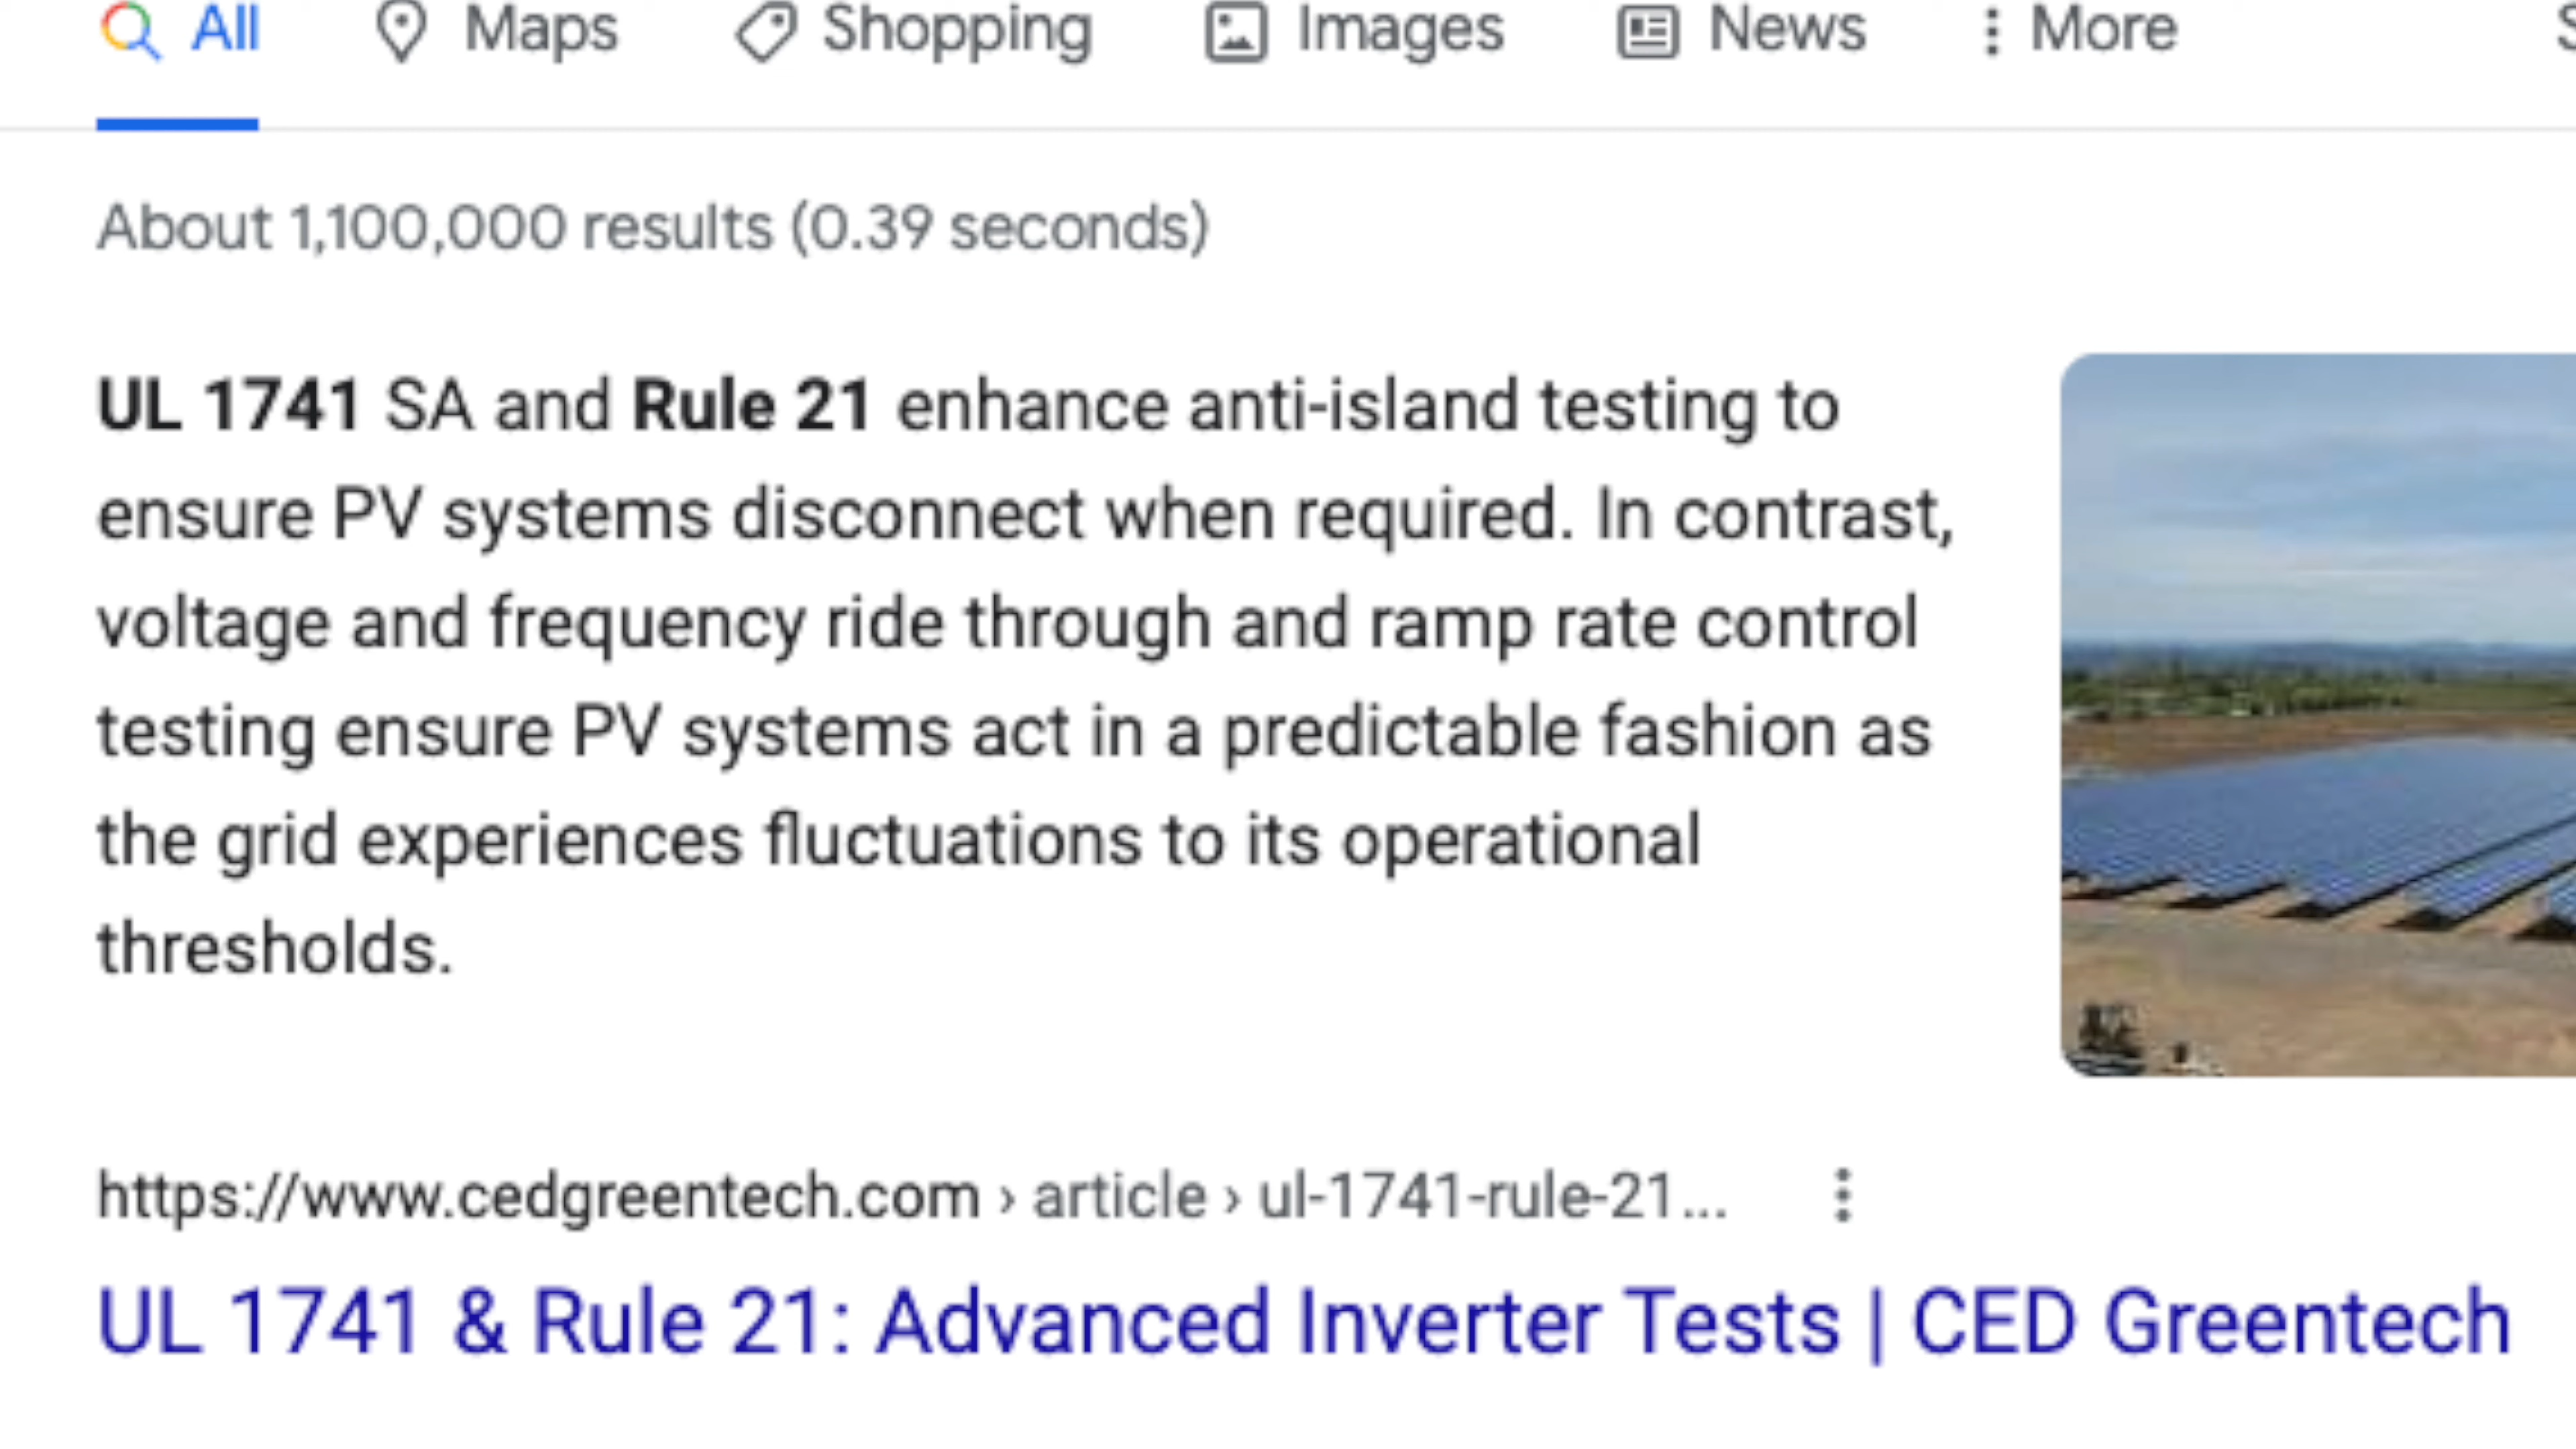 All Maps Shopping Images News More
About 1,100,000 results (0.39 seconds)
UL 1741 SA and Rule 21 enhance anti-island testing to
ensure PV systems disconnect when required. In contrast,
voltage and frequency ride through and ramp rate control
testing ensure PV systems act in a predictable fashion as
the grid experiences fluctuations to its operational
thresholds.
https://www.cedgreentech.com › article › ul-1741-rule-21...
UL 1741 & Rule 21: Advanced Inverter Tests | CED Greentech